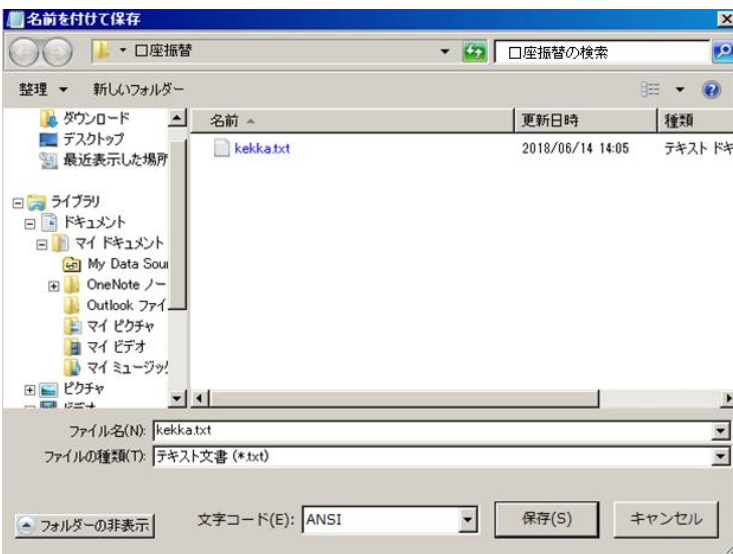 名前を付けて保存
口座振替
口座振替の検索
整理
新しいフォルダー
名前
更新日時
種類
ダウンロード
デスクトップ
最近表示した場所
kekka.txt
2018/06/14 14:05
テキスト ドキ
ライブラリ
ドキュメント
マイ ドキュメント
My Data Sou
OneNote ノー
Outlook ファイ
マイ ピクチャ
マイ ビデオ
マイ ミュージック
ピクチャ
ファイル名(N):
kekka.txt
ファイルの種類(T):
テキスト文書 (*.txt)
フォルダーの非表示
文字コード(E):
ANSI
保存(S)
キャンセル